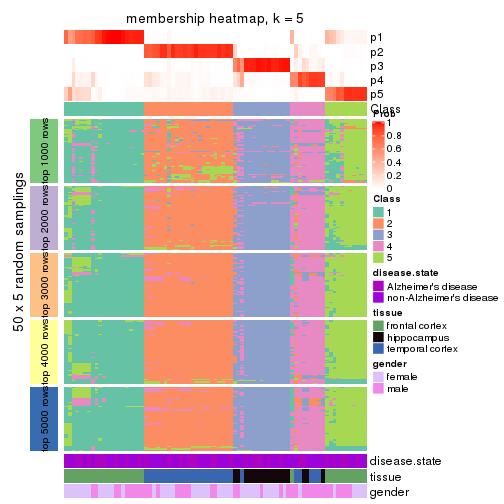 membership heatmap, k = 5
p1
p2
p3
p4
p5
Class
50 x 5 random samplings
top 1000 rows
top 2000 rows
top 3000 rows
top 4000 rows
top 5000 rows
Prob
1
0.8
0.6
0.4
0.2
0
Class
1
2
3
4
5
disease.state
Alzheimer's disease
non-Alzheimer's disease
tissue
frontal cortex
hippocampus
temporal cortex
gender
female
male
disease.state
tissue
gender